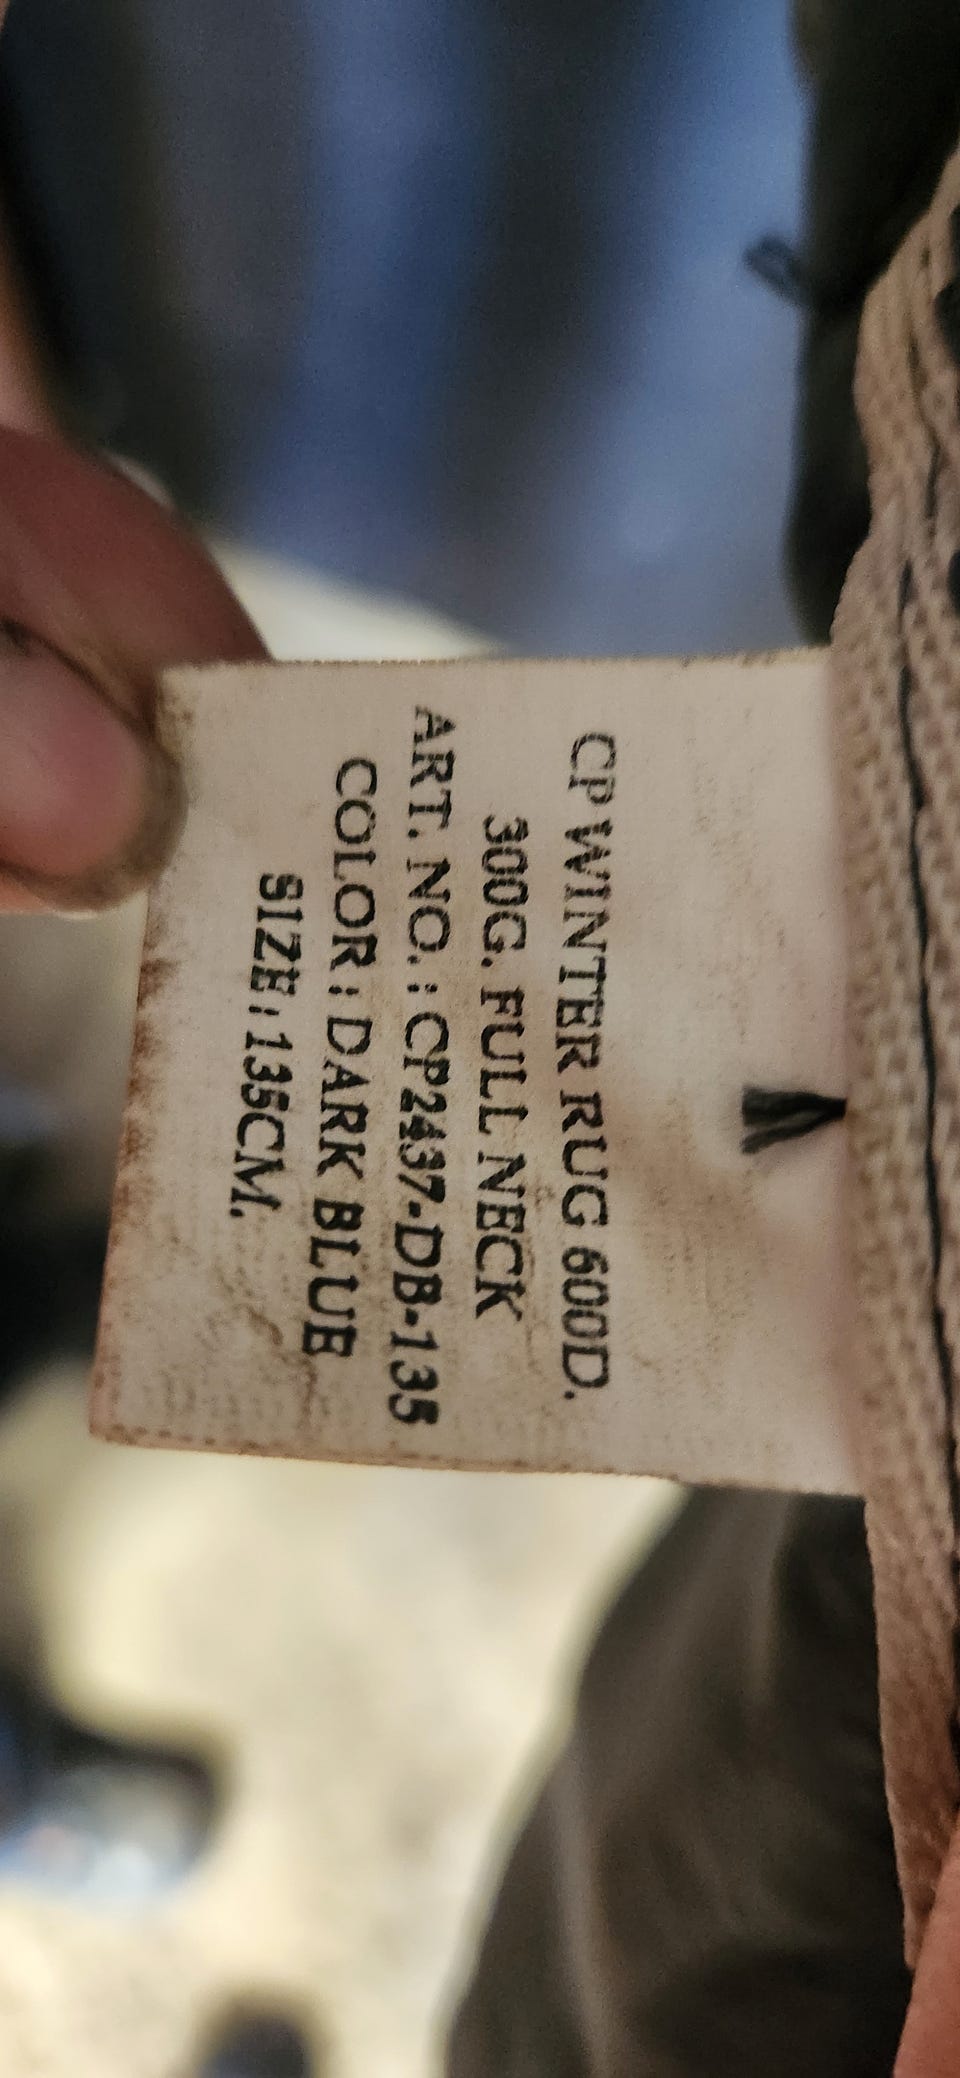 CP WINTER RUG 600D.
300G. FULL NECK
ART. NO. : CP2437-DB-135
COLOR : DARK BLUE
SIZE : 135CM.